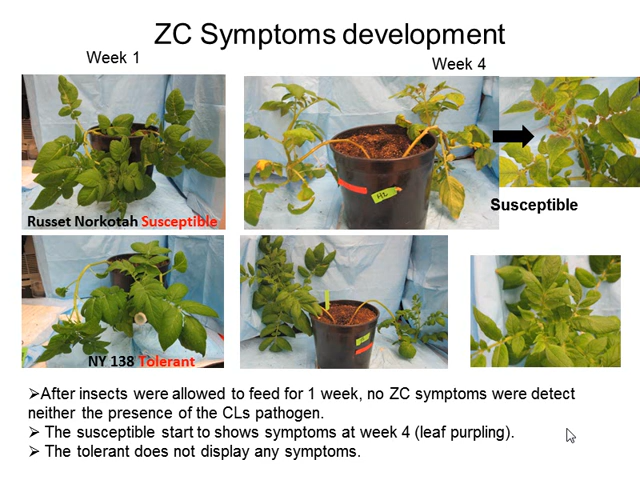 ZC Symptoms development
Week 1
Week 4
Russet Norkotah Susceptible
Susceptible
NY 138 Tolerant
➢After insects were allowed to feed for 1 week, no ZC symptoms were detect
neither the presence of the CLs pathogen.
➢ The susceptible start to shows symptoms at week 4 (leaf purpling).
➢ The tolerant does not display any symptoms.